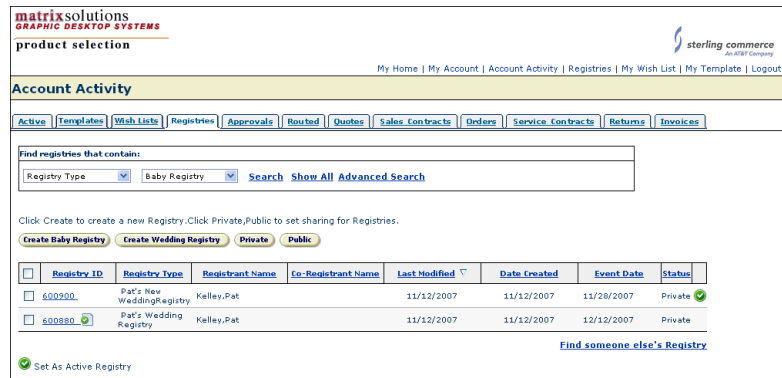 matrixsolutions
GRAPHIC DESKTOP SYSTEMS
product selection
sterling commerce
An AT&T Company
My Home | My Account | Account Activity | Registries | My Wish List | My Template | Logout
Account Activity
Active Templates Wish Lists Registries Approvals Routed Quotes Sales Contracts Orders Service Contracts Returns Invoices
Find registries that contain:
Registry Type Baby Registry Search Show All Advanced Search
Click Create to create a new Registry.Click Private,Public to set sharing for Registries.
Create Baby Registry Create Wedding Registry Private Public
Registry ID Registry Type Registrant Name Co-Registrant Name Last Modified Date Created Event Date Status
600900 Pat's New WeddingRegistry Kelley,Pat 11/12/2007 11/12/2007 11/28/2007 Private
600880 Pat's Wedding Registry Kelley,Pat 11/12/2007 11/12/2007 12/12/2007 Private
Find someone else's Registry
Set As Active Registry